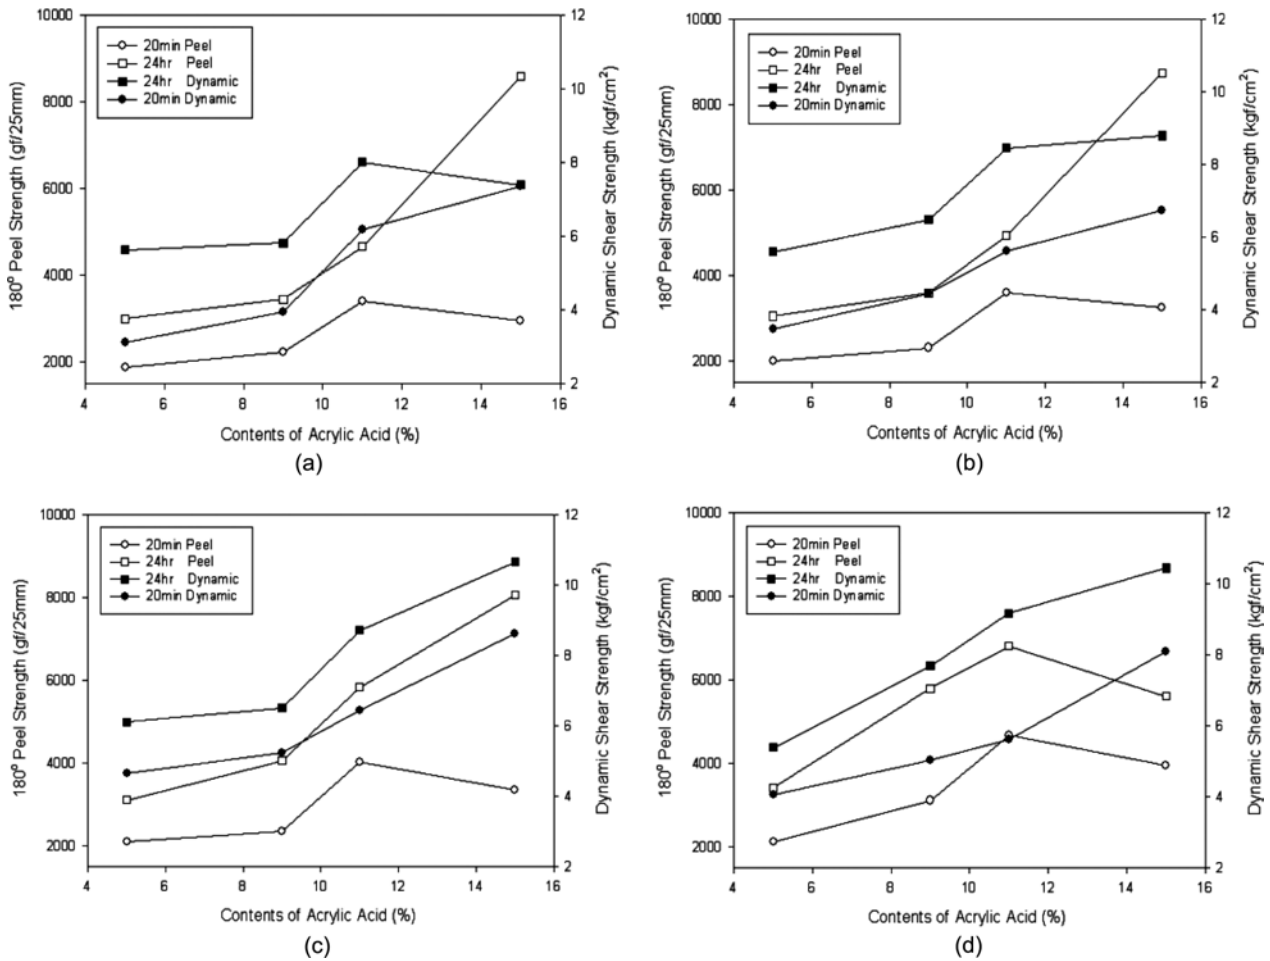 10000
8000
6000
4000
2000
180° Peel Strength (gf/25mm)
20min Peel
24hr Peel
24hr Dynamic
20min Dynamic
12
10
8
6
4
2
Dynamic Shear Strength (kgf/cm²)
4 6 8 10 12 14 16
Contents of Acrylic Acid (%)
(a)
10000
8000
6000
4000
2000
180° Peel Strength (gf/25mm)
20min Peel
24hr Peel
24hr Dynamic
20min Dynamic
12
10
8
6
4
2
Dynamic Shear Strength (kgf/cm²)
4 6 8 10 12 14 16
Contents of Acrylic Acid (%)
(b)
10000
8000
6000
4000
2000
180° Peel Strength (gf/25mm)
20min Peel
24hr Peel
24hr Dynamic
20min Dynamic
12
10
8
6
4
2
Dynamic Shear Strength (kgf/cm²)
4 6 8 10 12 14 16
Contents of Acrylic Acid (%)
(c)
10000
8000
6000
4000
2000
180° Peel Strength (gf/25mm)
20min Peel
24hr Peel
24hr Dynamic
20min Dynamic
12
10
8
6
4
2
Dynamic Shear Strength (kgf/cm²)
4 6 8 10 12 14 16
Contents of Acrylic Acid (%)
(d)